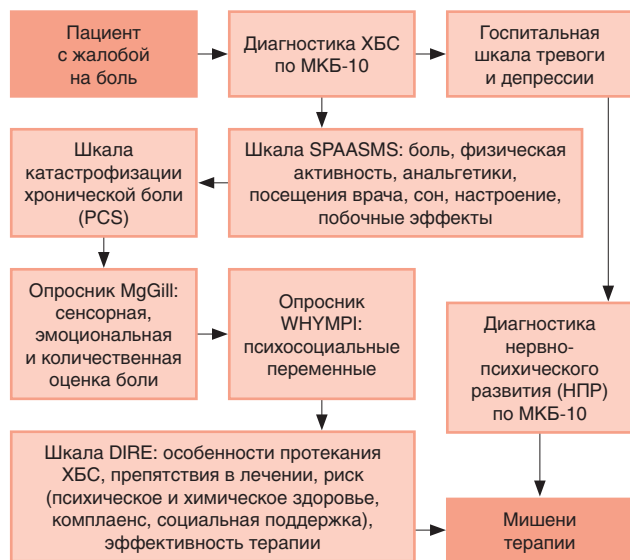 Пациент
с жалобой
на боль
Диагностика ХБС
по МКБ-10
Госпитальная
шкала тревоги
и депрессии
Шкала
катастрофизации
хронической боли
(PCS)
Шкала SPAASMS: боль, физическая
активность, анальгетики,
посещения врача, сон, настроение,
побочные эффекты
Опросник MgGill:
сенсорная,
эмоциональная
и количественная
оценка боли
Опросник
WHYMPI:
психосоциальные
переменные
Диагностика
нервно-
психического
развития (НПР)
по МКБ-10
Шкала DIRE: особенности протекания
ХБС, препятствия в лечении, риск
(психическое и химическое здоровье,
комплаенс, социальная поддержка),
эффективность терапии
Мишени
терапии